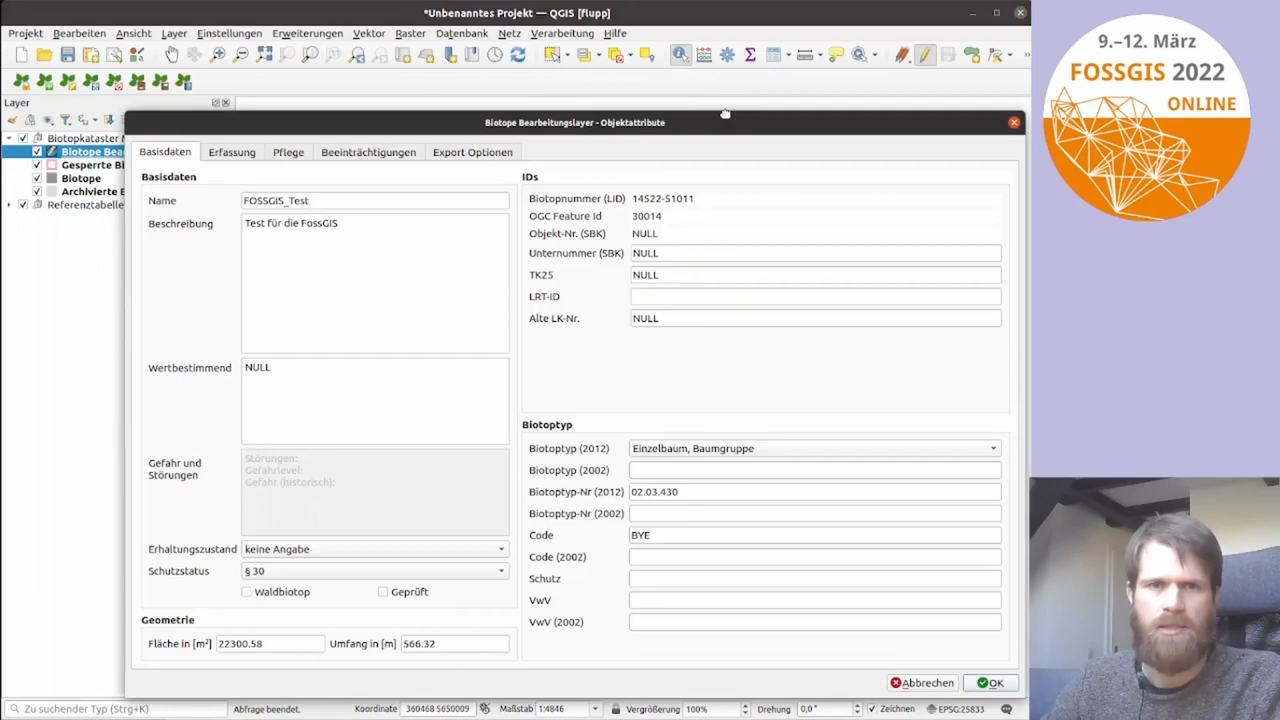 *Unbenanntes Projekt — QGIS [flupp]
Projekt Bearbeiten Ansicht Layer Einstellungen Erweiterungen Vektor Raster Datenbank Netz Verarbeitung Hilfe
Layer
Biotopkataster
Biotope Bea
Gesperrte Bi
Biotope
Archivierte
Referenztabelle
Biotope Bearbeitungslayer - Objektattribute
Basisdaten Erfassung Pflege Beeinträchtigungen Export Optionen
Basisdaten
Name FOSSGIS_Test
Beschreibung Test für die FossGIS
Wertbestimmend NULL
Gefahr und
Störungen
Störungen:
Gefahrlevel:
Gefahr (historisch):
Erhaltungszustand keine Angabe
Schutzstatus § 30
Waldbiotop Geprüft
Geometrie
Fläche in [m²] 22300.58 Umfang in [m] 566.32
IDs
Biotopnummer (LID) 14522-51011
OGC Feature Id 30014
Objekt-Nr. (SBK) NULL
Unternummer (SBK) NULL
TK25 NULL
LRT-ID
Alte LK-Nr. NULL
Biotoptyp
Biotoptyp (2012) Einzelbaum, Baumgruppe
Biotoptyp (2002)
Biotoptyp-Nr (2012) 02.03.430
Biotoptyp-Nr (2002)
Code BYE
Code (2002)
Schutz
VwV
VwV (2002)
Abbrechen OK
Zu suchender Typ (Strg+K) Abfrage beendet. Koordinate 360468 5650009 Maßstab 1:4846 Vergrößerung 100% Drehung 0,0° Zeichnen EPSG:25833
9.–12. März
FOSSGIS 2022
ONLINE